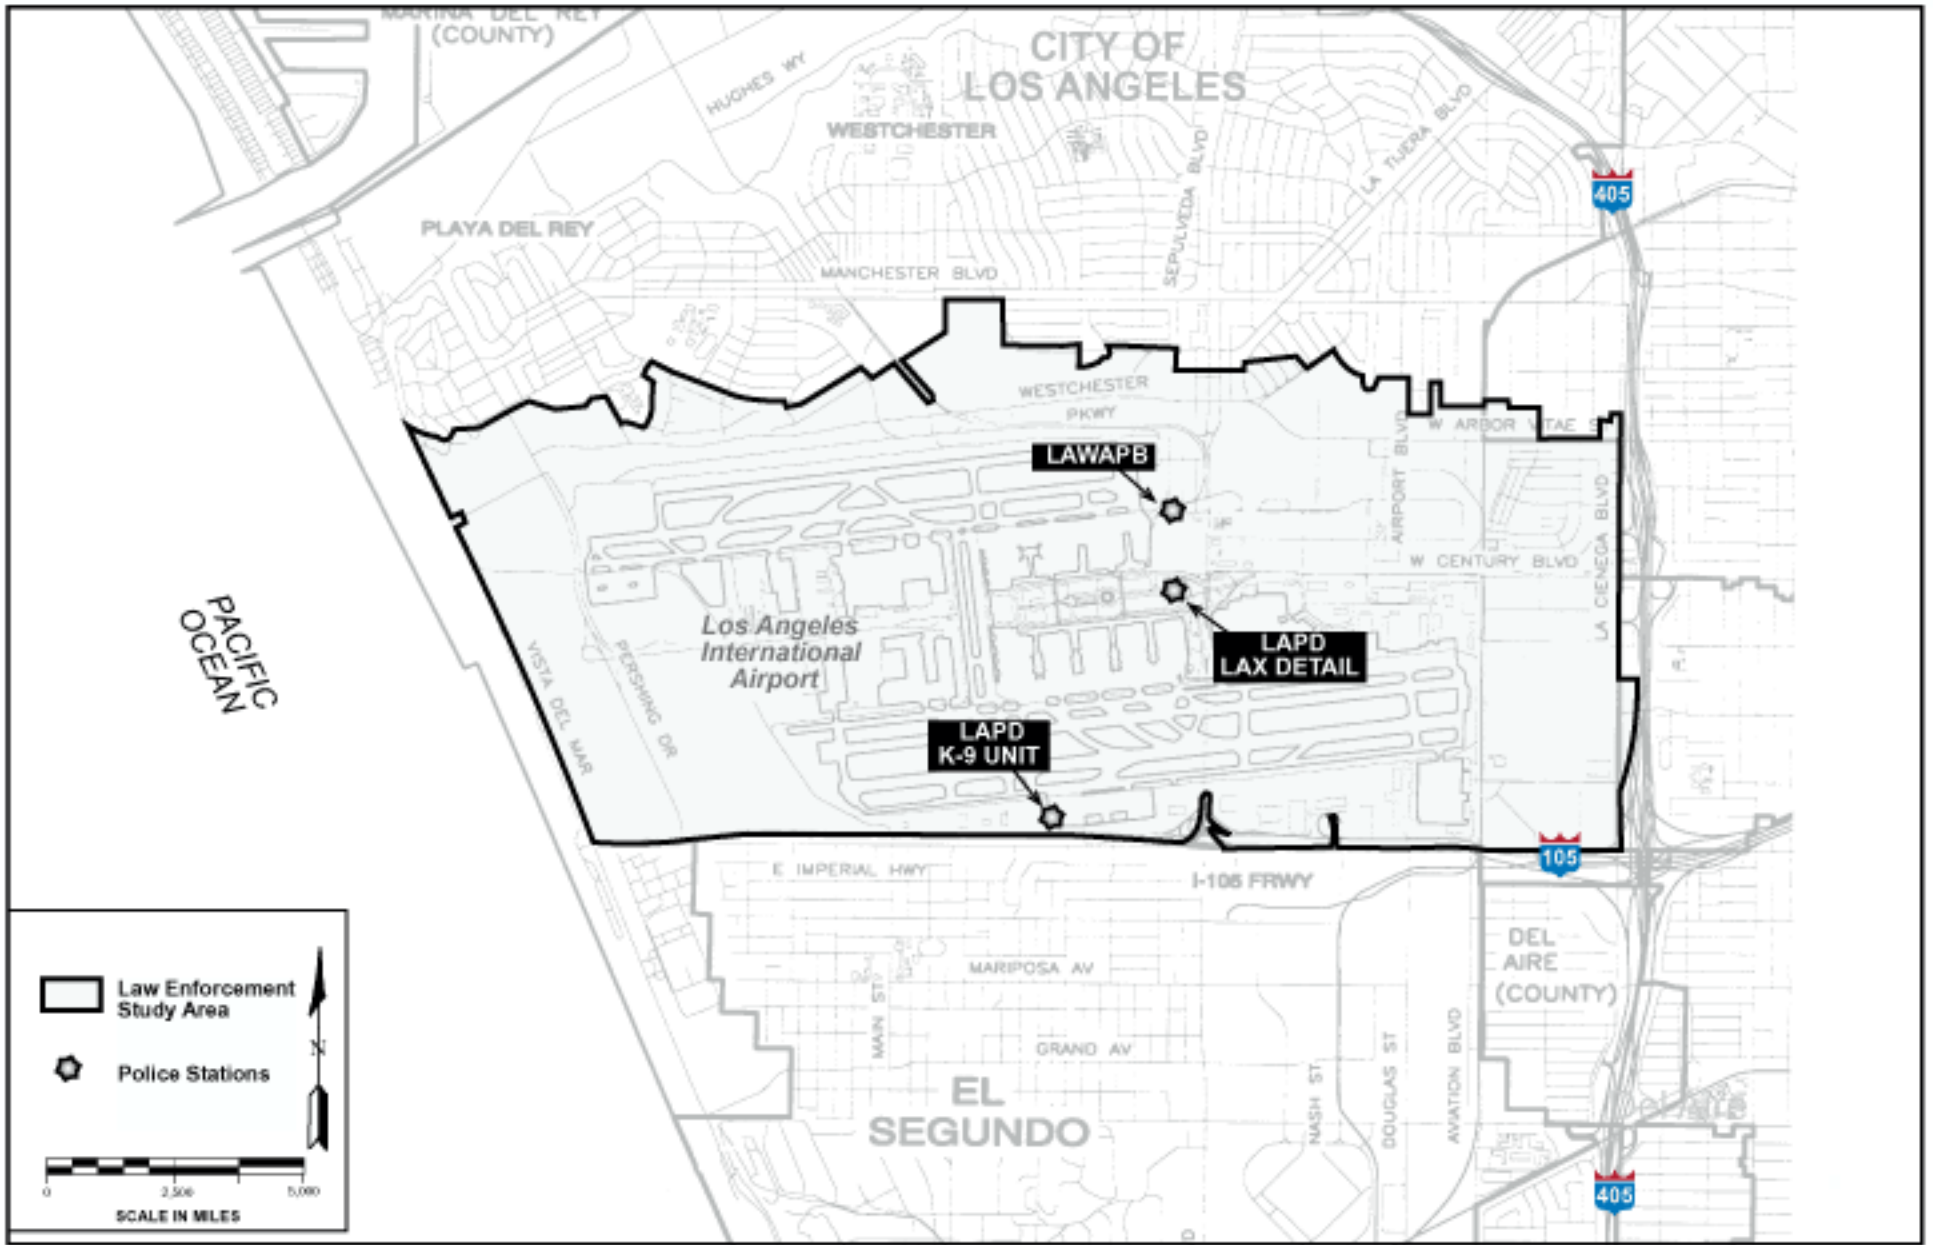 MARINA DEL REY
(COUNTY)
CITY OF
LOS ANGELES
HUGHES WY
WESTCHESTER
SEPULVEDA BLVD
LA TIJERA BLVD
405
PLAYA DEL REY
MANCHESTER BLVD
WESTCHESTER
PKWY
AIRPORT BLVD
W ARBOR VITAE S
LAWAPB
LA CIENEGA BLVD
W CENTURY BLVD
PACIFIC
OCEAN
Los Angeles
International
Airport
VISTA DEL MAR
PERSHING DR
LAPD
LAX DETAIL
LAPD
K-9 UNIT
105
E IMPERIAL HWY
I-105 FRWY
DEL
AIRE
(COUNTY)
MARIPOSA AV
MAIN ST
GRAND AV
EL
SEGUNDO
NASH ST
DOUGLAS ST
AVIATION BLVD
405
D
Law Enforcement
Study Area
Police Stations
N
0 2,500 5,000
SCALE IN MILES